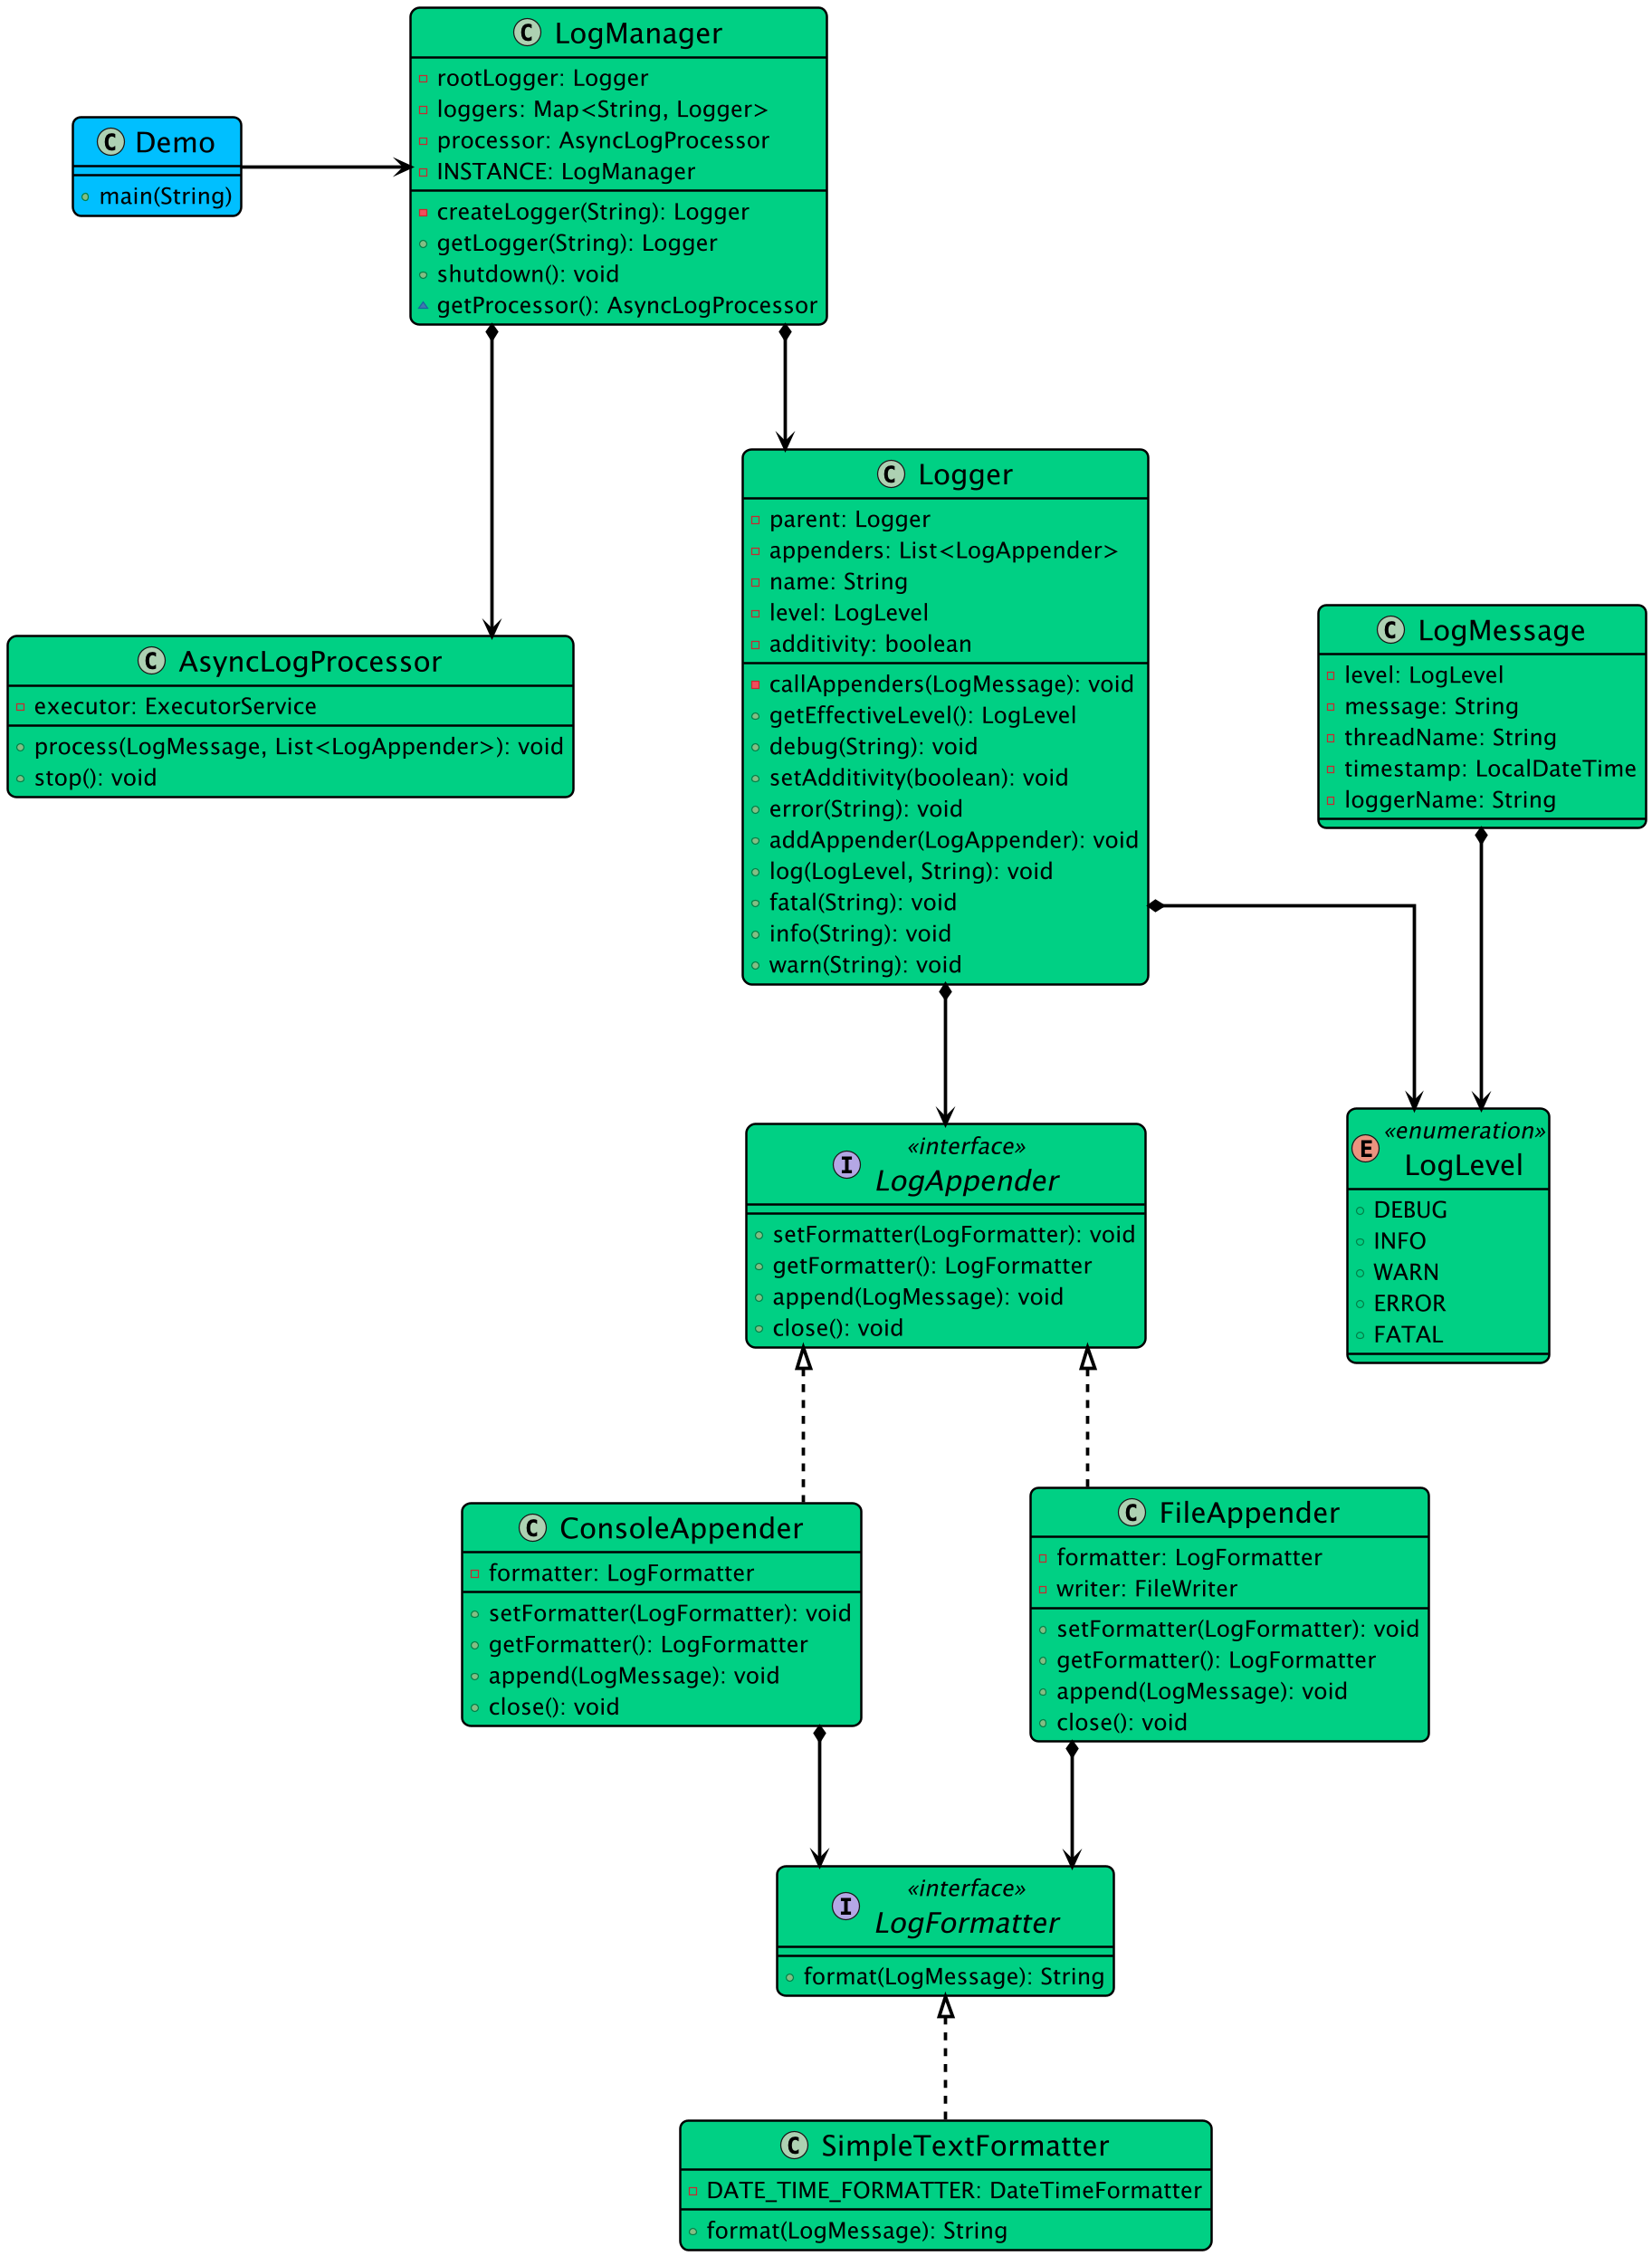 C LogManager
rootLogger: Logger
loggers: Map<String, Logger>
processor: AsyncLogProcessor
INSTANCE: LogManager
createLogger(String): Logger
getLogger(String): Logger
shutdown(): void
getProcessor(): AsyncLogProcessor
C Demo
main(String)
C Logger
parent: Logger
appenders: List<LogAppender>
name: String
level: LogLevel
additivity: boolean
callAppenders(LogMessage): void
getEffectiveLevel(): LogLevel
debug(String): void
setAdditivity(boolean): void
error(String): void
addAppender(LogAppender): void
log(LogLevel, String): void
fatal(String): void
info(String): void
warn(String): void
C AsyncLogProcessor
executor: ExecutorService
process(LogMessage, List<LogAppender>): void
stop(): void
C LogMessage
level: LogLevel
message: String
threadName: String
timestamp: LocalDateTime
loggerName: String
«interface»
I LogAppender
setFormatter(LogFormatter): void
getFormatter(): LogFormatter
append(LogMessage): void
close(): void
«enumeration»
E LogLevel
DEBUG
INFO
WARN
ERROR
FATAL
C ConsoleAppender
formatter: LogFormatter
setFormatter(LogFormatter): void
getFormatter(): LogFormatter
append(LogMessage): void
close(): void
C FileAppender
formatter: LogFormatter
writer: FileWriter
setFormatter(LogFormatter): void
getFormatter(): LogFormatter
append(LogMessage): void
close(): void
«interface»
I LogFormatter
format(LogMessage): String
C SimpleTextFormatter
DATE_TIME_FORMATTER: DateTimeFormatter
format(LogMessage): String